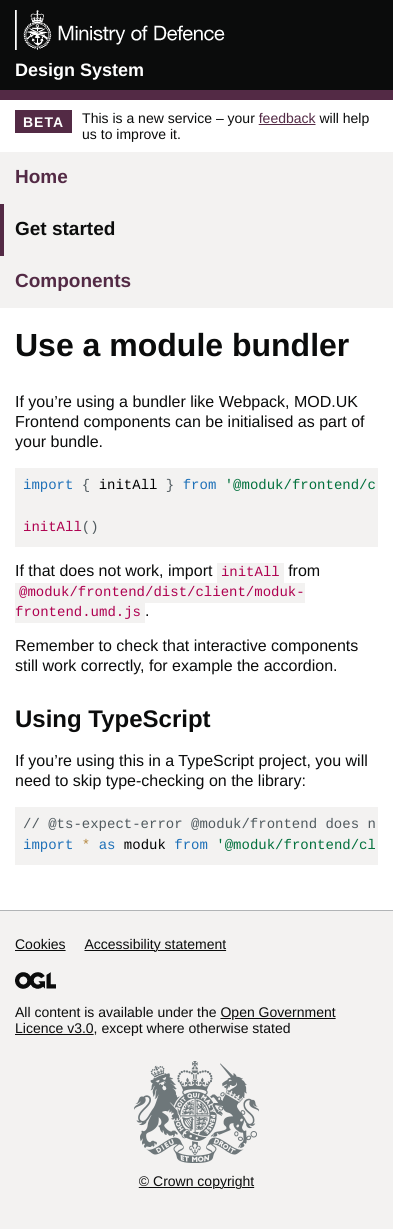 Ministry of Defence
Design System
BETA
This is a new service – your feedback will help
us to improve it.
Home
Get started
Components
Use a module bundler
If you’re using a bundler like Webpack, MOD.UK
Frontend components can be initialised as part of
your bundle.
import { initAll } from '@moduk/frontend/c
initAll()
If that does not work, import initAll from
@moduk/frontend/dist/client/moduk-
frontend.umd.js.
Remember to check that interactive components
still work correctly, for example the accordion.
Using TypeScript
If you’re using this in a TypeScript project, you will
need to skip type-checking on the library:
// @ts-expect-error @moduk/frontend does n
import * as moduk from '@moduk/frontend/cl
Cookies Accessibility statement
OGL
All content is available under the Open Government
Licence v3.0, except where otherwise stated
DIEU ET MON DROIT
© Crown copyright